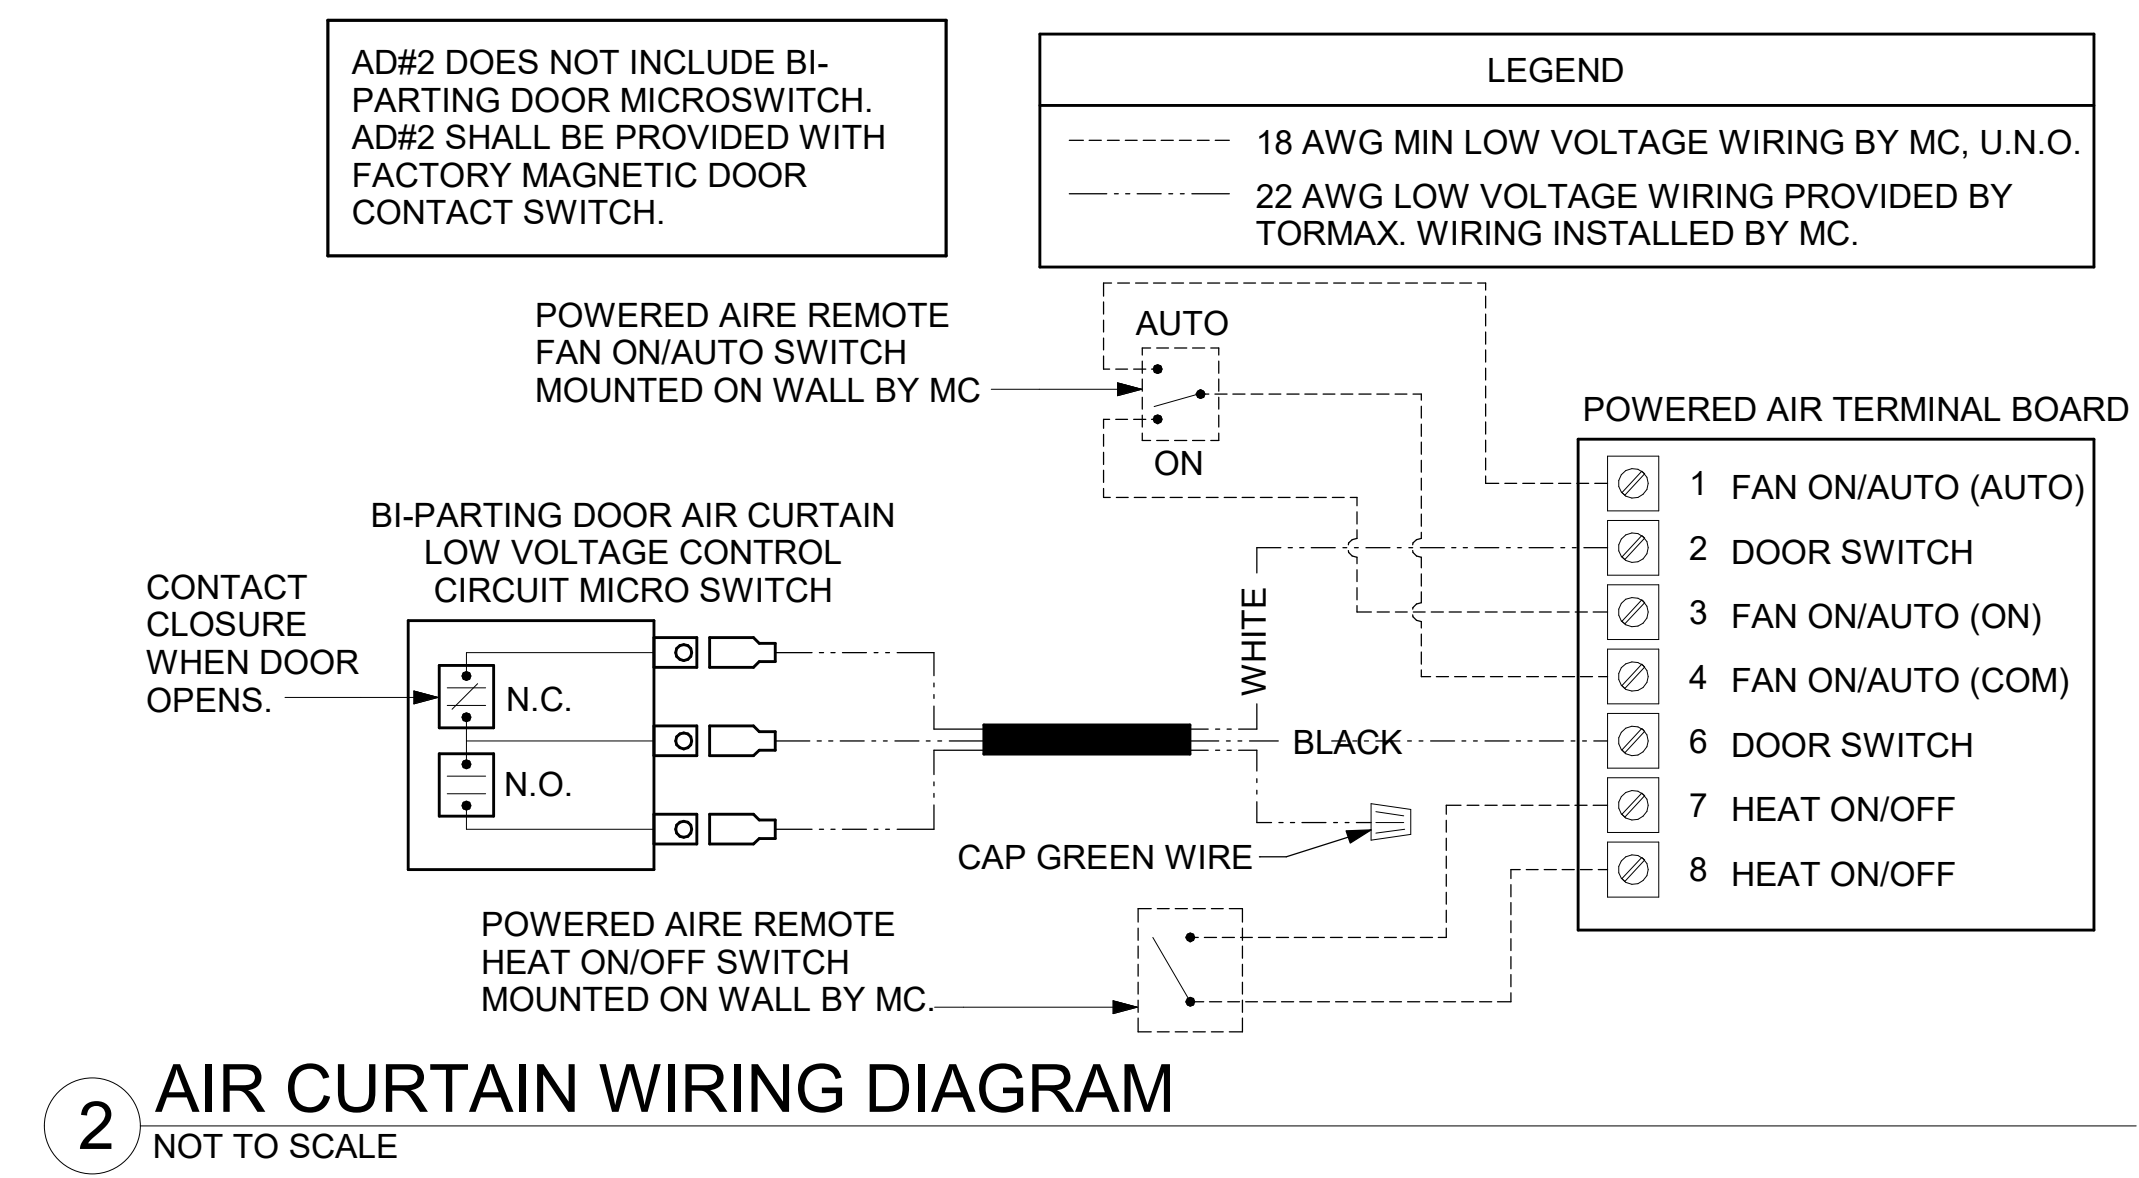 AD#2 DOES NOT INCLUDE BI-
PARTING DOOR MICROSWITCH.
AD#2 SHALL BE PROVIDED WITH
FACTORY MAGNETIC DOOR
CONTACT SWITCH.
LEGEND
18 AWG MIN LOW VOLTAGE WIRING BY MC, U.N.O.
22 AWG LOW VOLTAGE WIRING PROVIDED BY
TORMAX. WIRING INSTALLED BY MC.
POWERED AIRE REMOTE
FAN ON/AUTO SWITCH
MOUNTED ON WALL BY MC
AUTO
ON
POWERED AIR TERMINAL BOARD
1 FAN ON/AUTO (AUTO)
2 DOOR SWITCH
3 FAN ON/AUTO (ON)
4 FAN ON/AUTO (COM)
6 DOOR SWITCH
7 HEAT ON/OFF
8 HEAT ON/OFF
BI-PARTING DOOR AIR CURTAIN
LOW VOLTAGE CONTROL
CIRCUIT MICRO SWITCH
CONTACT
CLOSURE
WHEN DOOR
OPENS.
N.C.
N.O.
WHITE
BLACK
CAP GREEN WIRE
POWERED AIRE REMOTE
HEAT ON/OFF SWITCH
MOUNTED ON WALL BY MC.
2 AIR CURTAIN WIRING DIAGRAM
NOT TO SCALE